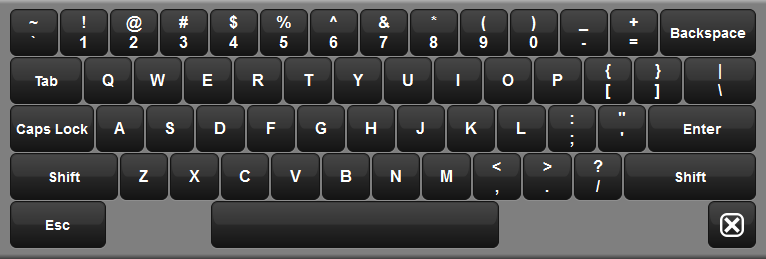 ~ ! @ # $ % ^ & * ( ) _ + Backspace
` 1 2 3 4 5 6 7 8 9 0 - =
Tab Q W E R T Y U I O P { } |
[ ] \
Caps Lock A S D F G H J K L : " Enter
; '
Shift Z X C V B N M < > ? Shift
, . /
Esc